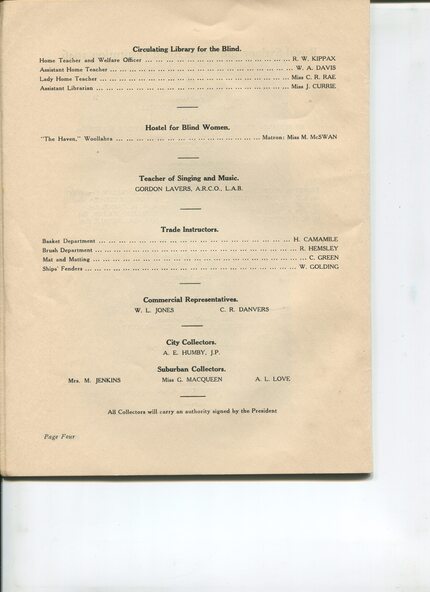 Circulating Library for the Blind.
Home Teacher and Welfare Officer ... ... ... ... ... ... ... ... ... ... ... ... ... R. W. KIPPAX
Assistant Home Teacher ... ... ... ... ... ... ... ... ... ... ... ... ... ... ... W. A. DAVIS
Lady Home Teacher ... ... ... ... ... ... ... ... ... ... ... ... ... ... ... Miss C. R. RAE
Assistant Librarian ... ... ... ... ... ... ... ... ... ... ... ... ... ... ... Miss J. CURRIE
Hostel for Blind Women.
"The Haven," Woollahra ... ... ... ... ... ... ... ... ... ... ... Matron: Miss M. McSWAN
Teacher of Singing and Music.
GORDON LAVERS, A.R.C.O., L.A.B.
Trade Instructors.
Basket Department ... ... ... ... ... ... ... ... ... ... ... ... ... ... ... H. CAMAMILE
Brush Department ... ... ... ... ... ... ... ... ... ... ... ... ... ... ... R. HEMSLEY
Mat and Matting ... ... ... ... ... ... ... ... ... ... ... ... ... ... ... ... C. GREEN
Ships' Fenders ... ... ... ... ... ... ... ... ... ... ... ... ... ... ... ... W. GOLDING
Commercial Representatives.
W. L. JONES C. R. DANVERS
City Collectors.
A. E. HUMBY, J.P.
Suburban Collectors.
Mrs. M. JENKINS Miss G. MACQUEEN A. L. LOVE
All Collectors will carry an authority signed by the President
Page Four